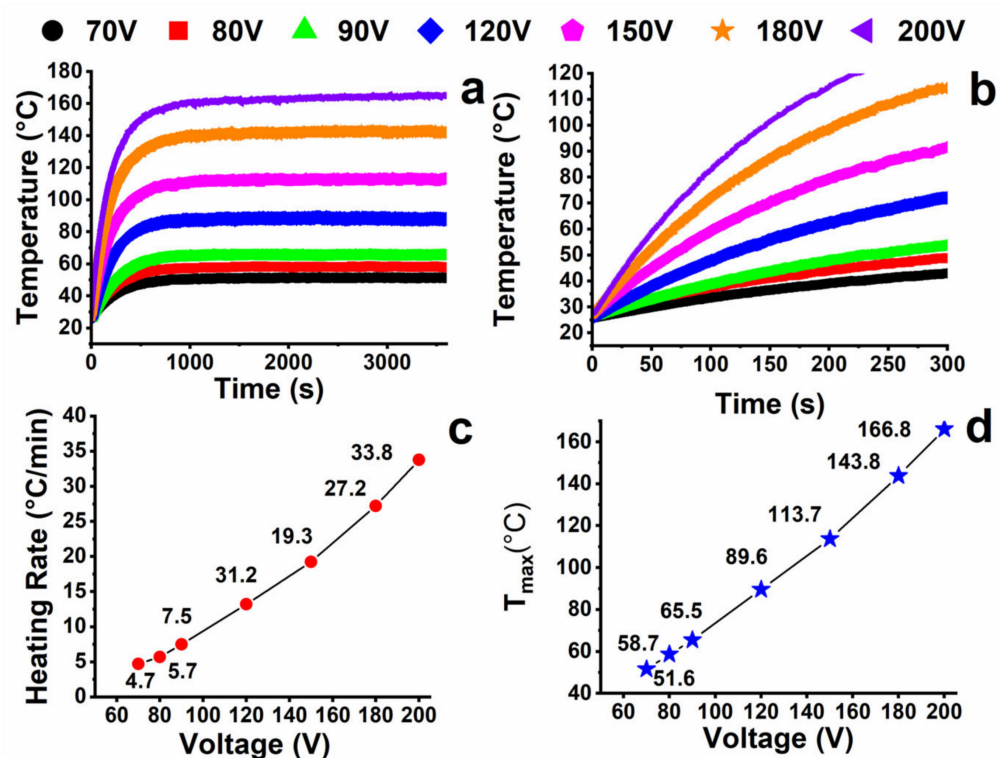 70V 80V 90V 120V 150V 180V 200V
a
Temperature (°C)
180
160
140
120
100
80
60
40
20
0 1000 2000 3000
Time (s)
b
Temperature (°C)
120
110
100
90
80
70
60
50
40
30
20
0 50 100 150 200 250 300
Time (s)
c
Heating Rate (°C/min)
40
35
30
25
20
15
10
5
0
33.8
27.2
19.3
31.2
7.5
5.7
4.7
60 80 100 120 140 160 180 200
Voltage (V)
d
Tmax(°C)
160
140
120
100
80
60
40
166.8
143.8
113.7
89.6
65.5
58.7
51.6
60 80 100 120 140 160 180 200
Voltage (V)